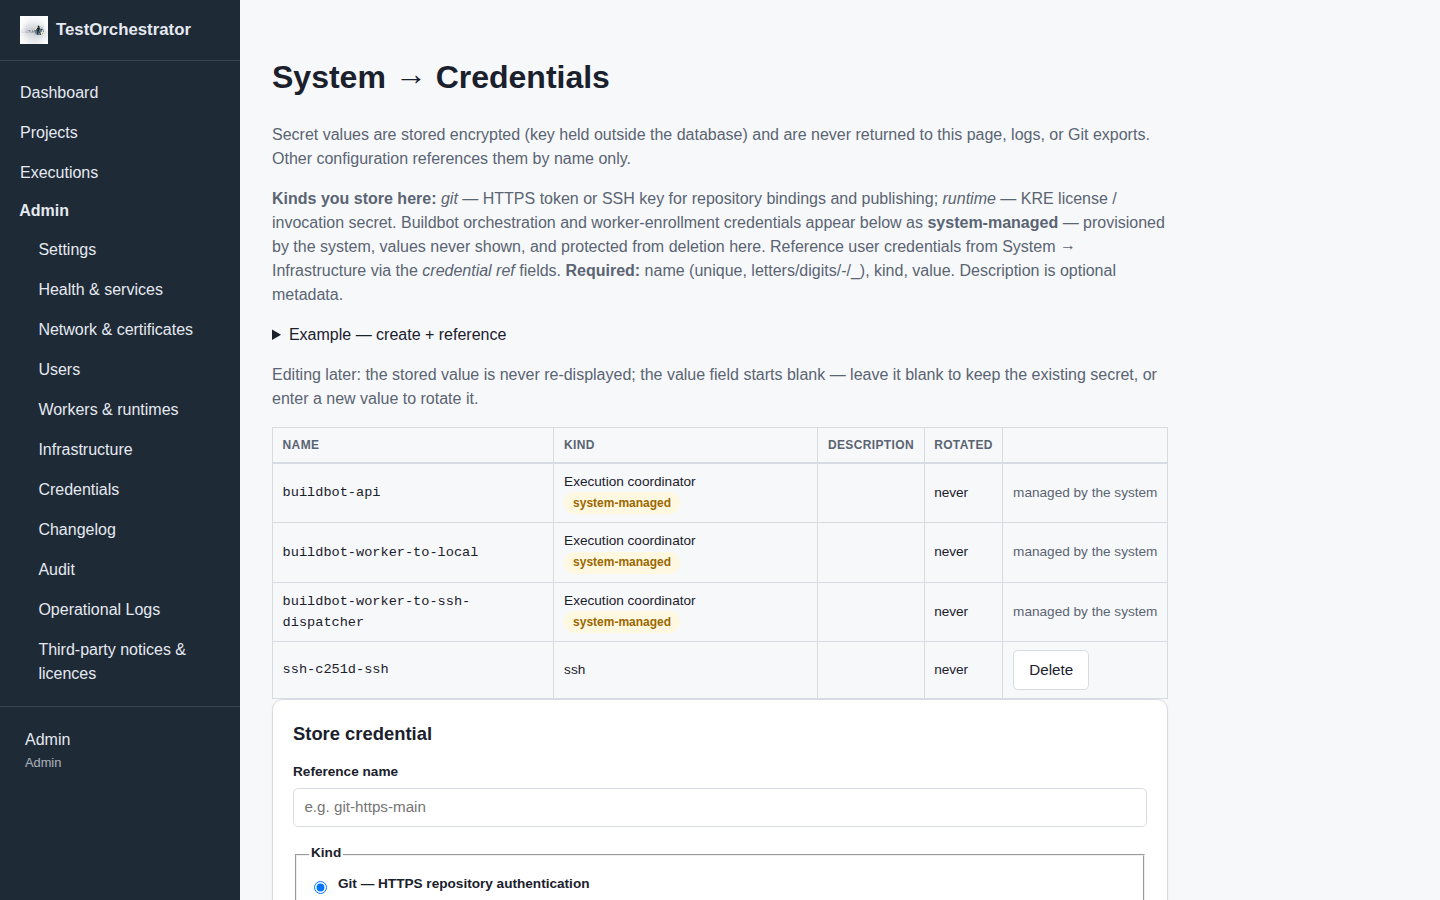 TestOrchestrator
Dashboard
Projects
Executions
Admin
Settings
Health & services
Network & certificates
Users
Workers & runtimes
Infrastructure
Credentials
Changelog
Audit
Operational Logs
Third-party notices &
licences
Admin
Admin
System → Credentials
Secret values are stored encrypted (key held outside the database) and are never returned to this page, logs, or Git exports.
Other configuration references them by name only.
Kinds you store here: git — HTTPS token or SSH key for repository bindings and publishing; runtime — KRE license /
invocation secret. Buildbot orchestration and worker-enrollment credentials appear below as system-managed — provisioned
by the system, values never shown, and protected from deletion here. Reference user credentials from System →
Infrastructure via the credential ref fields. Required: name (unique, letters/digits/-/_), kind, value. Description is optional
metadata.
▶ Example — create + reference
Editing later: the stored value is never re-displayed; the value field starts blank — leave it blank to keep the existing secret, or
enter a new value to rotate it.
NAME KIND DESCRIPTION ROTATED
buildbot-api Execution coordinator system-managed never managed by the system
buildbot-worker-to-local Execution coordinator system-managed never managed by the system
buildbot-worker-to-ssh-
dispatcher Execution coordinator system-managed never managed by the system
ssh-c251d-ssh ssh never Delete
Store credential
Reference name
e.g. git-https-main
Kind
Git — HTTPS repository authentication